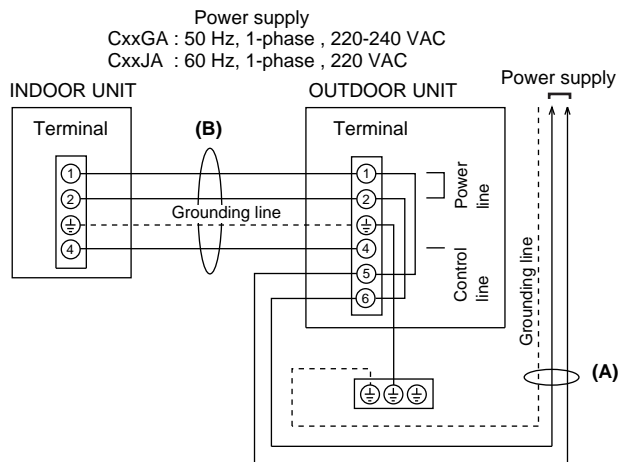 Power supply
CxxGA : 50 Hz, 1-phase , 220-240 VAC
CxxJA : 60 Hz, 1-phase , 220 VAC
INDOOR UNIT
OUTDOOR UNIT
Power supply
Terminal
(B)
Terminal
1
2
4
Grounding line
1
2
4
5
6
Power
line
Control
line
Grounding line
(A)